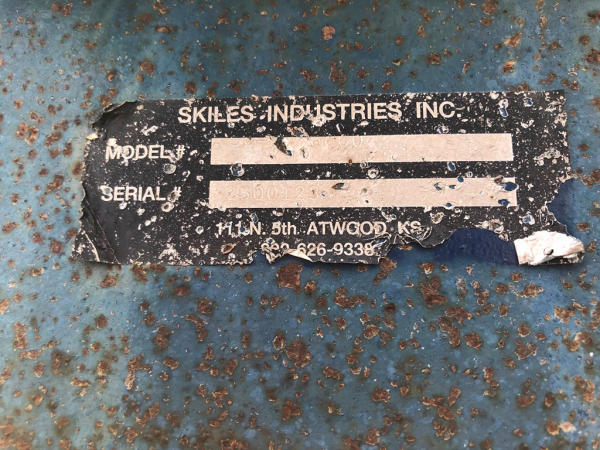 SKILES INDUSTRIES INC.
MODEL #
SERIAL #
111 N. 5th ATWOOD, KS
626-9338